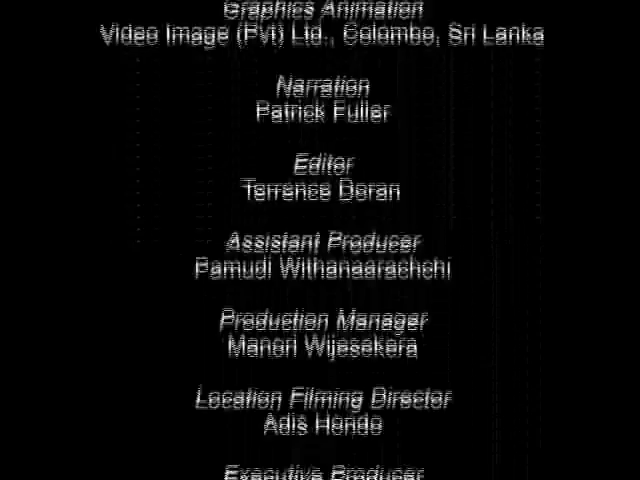 Graphics Animation
Video Image (Pvt) Ltd., Colombo, Sri Lanka
Narration
Patrick Fuller
Editor
Terrence Doran
Assistant Producer
Pamudi Withanaarachchi
Production Manager
Manori Wijesekera
Location Filming Director
Adis Hondo
Executive Producer